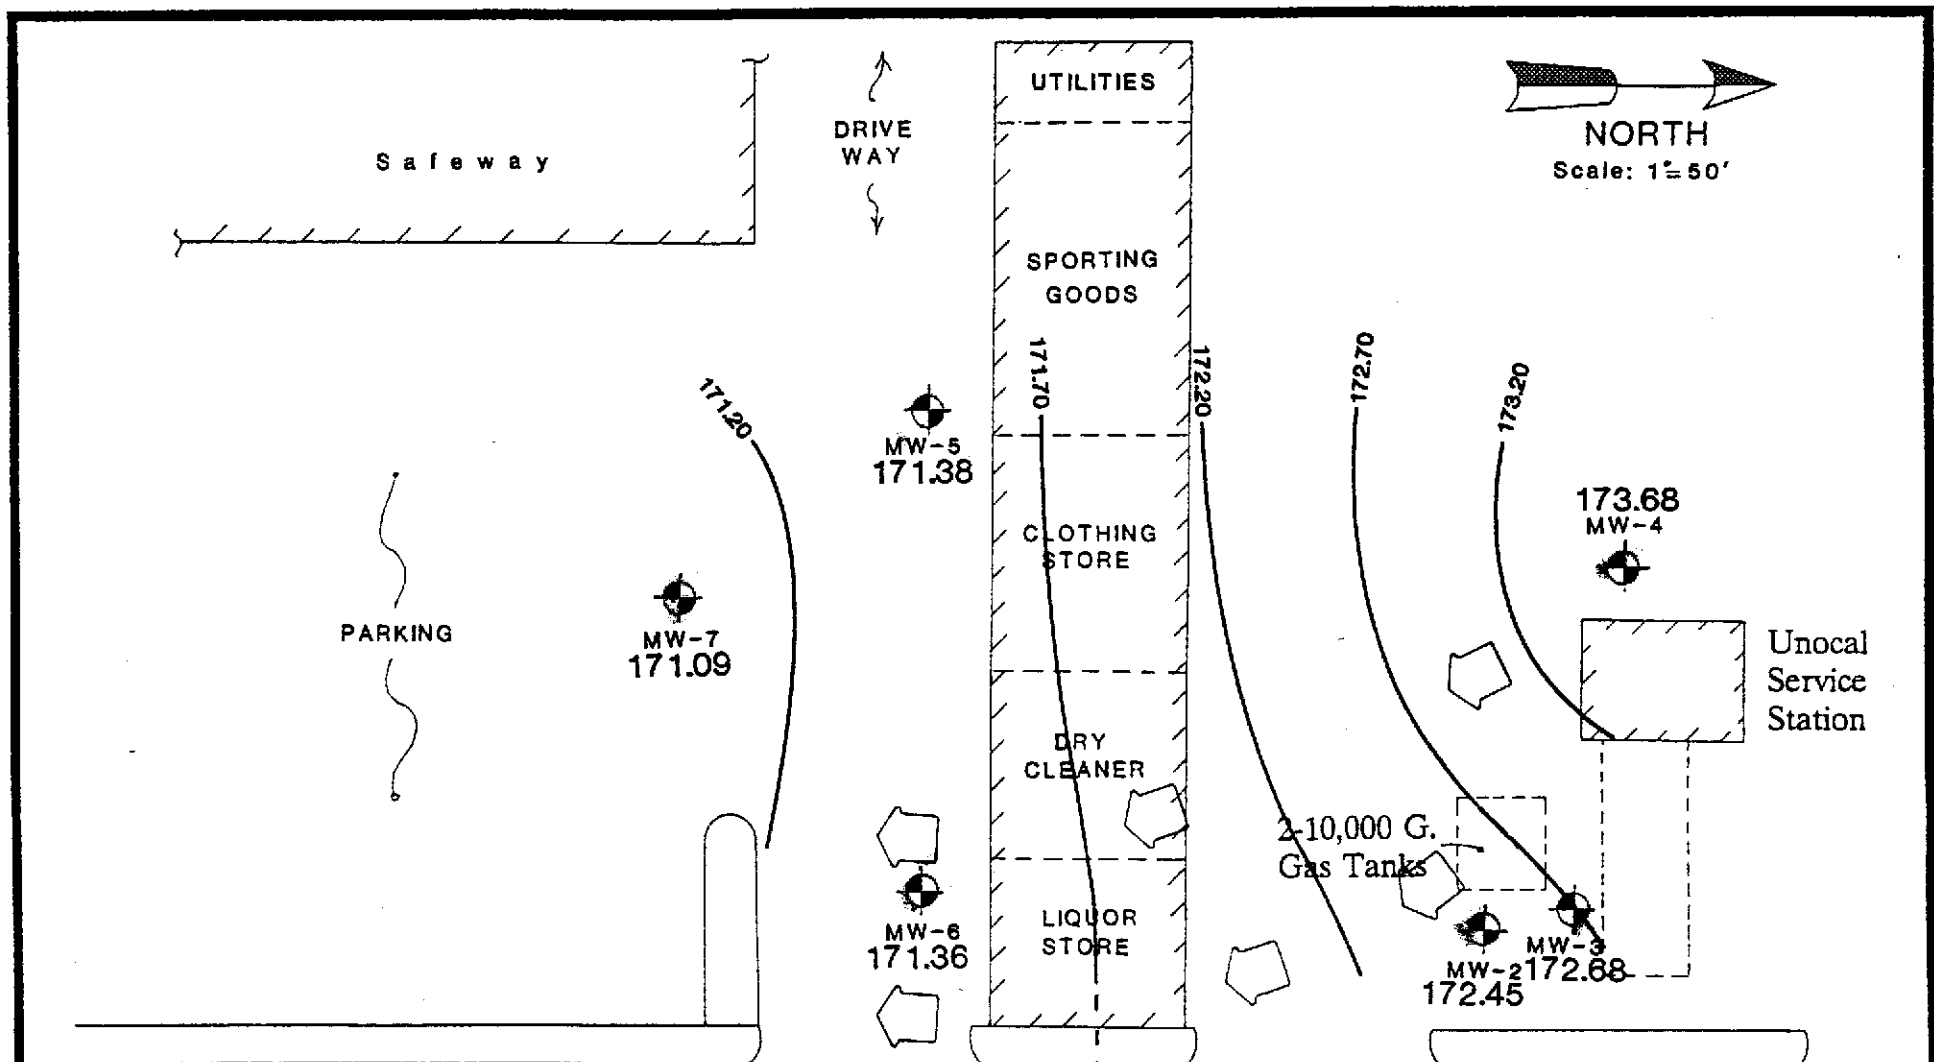 UTILITIES
DRIVE
WAY
NORTH
Scale: 1"=50'
Safeway
SPORTING
GOODS
171.20
171.70
172.20
172.70
173.20
MW-5
171.38
173.68
MW-4
CLOTHING
STORE
PARKING
MW-7
171.09
Unocal
Service
Station
DRY
CLEANER
2-10,000 G.
Gas Tanks
LIQUOR
STORE
MW-6
171.36
MW-3
172.68
MW-2
172.45